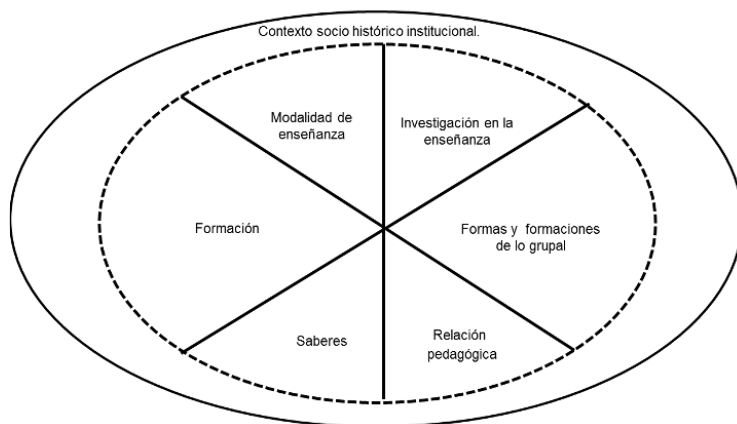 Contexto socio histórico institucional.
Modalidad de
enseñanza
Investigación en la
enseñanza
Formación
Formas y formaciones
de lo grupal
Saberes
Relación
pedagógica